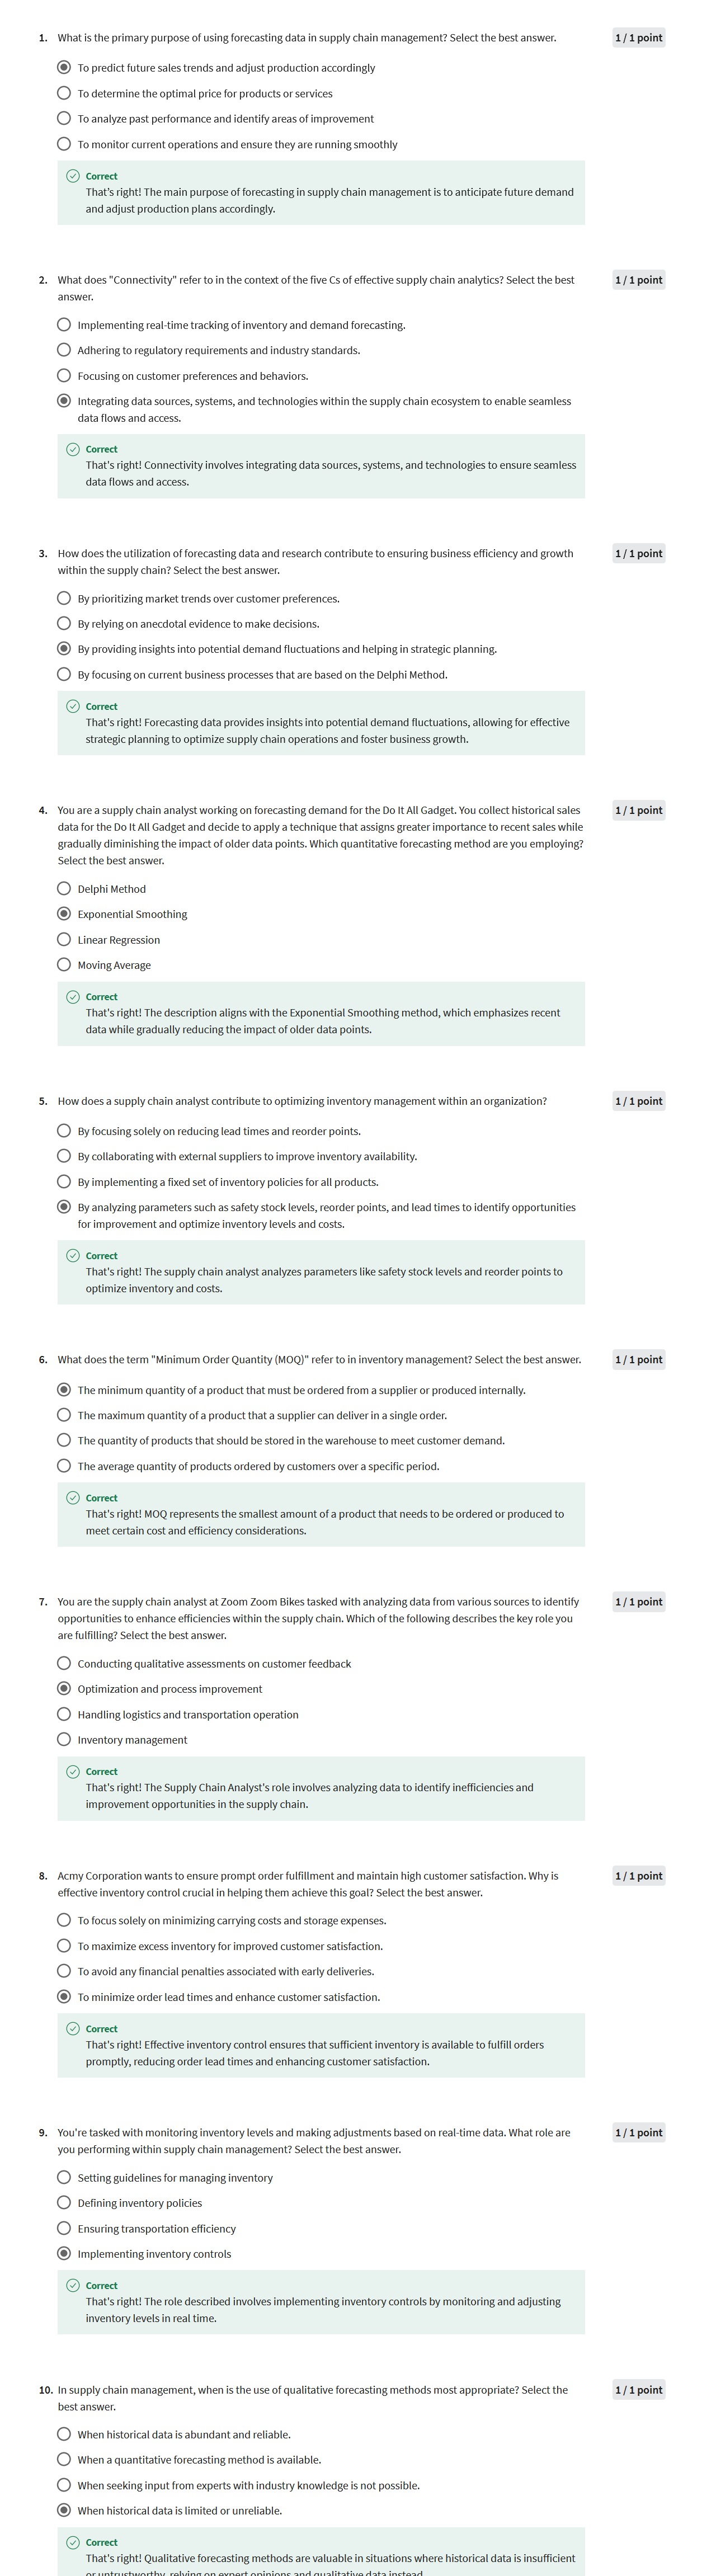 1. What is the primary purpose of using forecasting data in supply chain management? Select the best answer. 1 / 1 point
To predict future sales trends and adjust production accordingly
To determine the optimal price for products or services
To analyze past performance and identify areas of improvement
To monitor current operations and ensure they are running smoothly
Correct
That's right! The main purpose of forecasting in supply chain management is to anticipate future demand
and adjust production plans accordingly.
2. What does "Connectivity" refer to in the context of the five Cs of effective supply chain analytics? Select the best 1 / 1 point
answer.
Implementing real-time tracking of inventory and demand forecasting.
Adhering to regulatory requirements and industry standards.
Focusing on customer preferences and behaviors.
Integrating data sources, systems, and technologies within the supply chain ecosystem to enable seamless
data flows and access.
Correct
That's right! Connectivity involves integrating data sources, systems, and technologies to ensure seamless
data flows and access.
3. How does the utilization of forecasting data and research contribute to ensuring business efficiency and growth 1 / 1 point
within the supply chain? Select the best answer.
By prioritizing market trends over customer preferences.
By relying on anecdotal evidence to make decisions.
By providing insights into potential demand fluctuations and helping in strategic planning.
By focusing on current business processes that are based on the Delphi Method.
Correct
That's right! Forecasting data provides insights into potential demand fluctuations, allowing for effective
strategic planning to optimize supply chain operations and foster business growth.
4. You are a supply chain analyst working on forecasting demand for the Do It All Gadget. You collect historical sales 1 / 1 point
data for the Do It All Gadget and decide to apply a technique that assigns greater importance to recent sales while
gradually diminishing the impact of older data points. Which quantitative forecasting method are you employing?
Select the best answer.
Delphi Method
Exponential Smoothing
Linear Regression
Moving Average
Correct
That's right! The description aligns with the Exponential Smoothing method, which emphasizes recent
data while gradually reducing the impact of older data points.
5. How does a supply chain analyst contribute to optimizing inventory management within an organization? 1 / 1 point
By focusing solely on reducing lead times and reorder points.
By collaborating with external suppliers to improve inventory availability.
By implementing a fixed set of inventory policies for all products.
By analyzing parameters such as safety stock levels, reorder points, and lead times to identify opportunities
for improvement and optimize inventory levels and costs.
Correct
That's right! The supply chain analyst analyzes parameters like safety stock levels and reorder points to
optimize inventory and costs.
6. What does the term "Minimum Order Quantity (MOQ)" refer to in inventory management? Select the best answer. 1 / 1 point
The minimum quantity of a product that must be ordered from a supplier or produced internally.
The maximum quantity of a product that a supplier can deliver in a single order.
The quantity of products that should be stored in the warehouse to meet customer demand.
The average quantity of products ordered by customers over a specific period.
Correct
That's right! MOQ represents the smallest amount of a product that needs to be ordered or produced to
meet certain cost and efficiency considerations.
7. You are the supply chain analyst at Zoom Zoom Bikes tasked with analyzing data from various sources to identify 1 / 1 point
opportunities to enhance efficiencies within the supply chain. Which of the following describes the key role you
are fulfilling? Select the best answer.
Conducting qualitative assessments on customer feedback
Optimization and process improvement
Handling logistics and transportation operation
Inventory management
Correct
That's right! The Supply Chain Analyst's role involves analyzing data to identify inefficiencies and
improvement opportunities in the supply chain.
8. Acmy Corporation wants to ensure prompt order fulfillment and maintain high customer satisfaction. Why is 1 / 1 point
effective inventory control crucial in helping them achieve this goal? Select the best answer.
To focus solely on minimizing carrying costs and storage expenses.
To maximize excess inventory for improved customer satisfaction.
To avoid any financial penalties associated with early deliveries.
To minimize order lead times and enhance customer satisfaction.
Correct
That's right! Effective inventory control ensures that sufficient inventory is available to fulfill orders
promptly, reducing order lead times and enhancing customer satisfaction.
9. You're tasked with monitoring inventory levels and making adjustments based on real-time data. What role are 1 / 1 point
you performing within supply chain management? Select the best answer.
Setting guidelines for managing inventory
Defining inventory policies
Ensuring transportation efficiency
Implementing inventory controls
Correct
That's right! The role described involves implementing inventory controls by monitoring and adjusting
inventory levels in real time.
10. In supply chain management, when is the use of qualitative forecasting methods most appropriate? Select the 1 / 1 point
best answer.
When historical data is abundant and reliable.
When a quantitative forecasting method is available.
When seeking input from experts with industry knowledge is not possible.
When historical data is limited or unreliable.
Correct
That's right! Qualitative forecasting methods are valuable in situations where historical data is insufficient
or untrustworthy, relying on expert opinions and qualitative data instead.